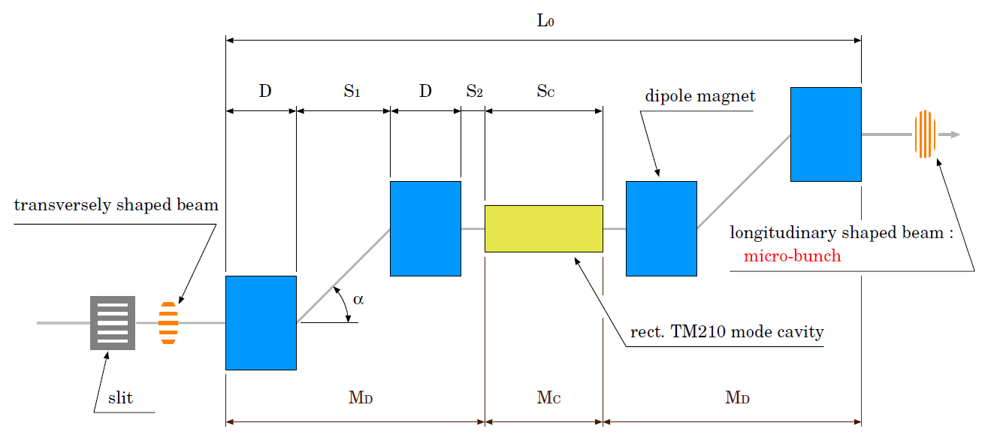 L0
D S1 D S2 SC
dipole magnet
transversely shaped beam
longitudinary shaped beam :
micro-bunch
α
rect. TM210 mode cavity
slit
MD MC MD